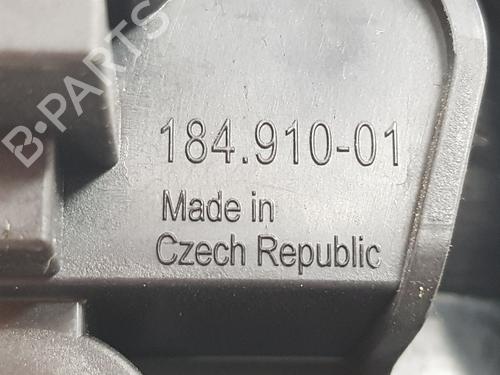 B-PARTS
184.910-01
Made in
Czech Republic